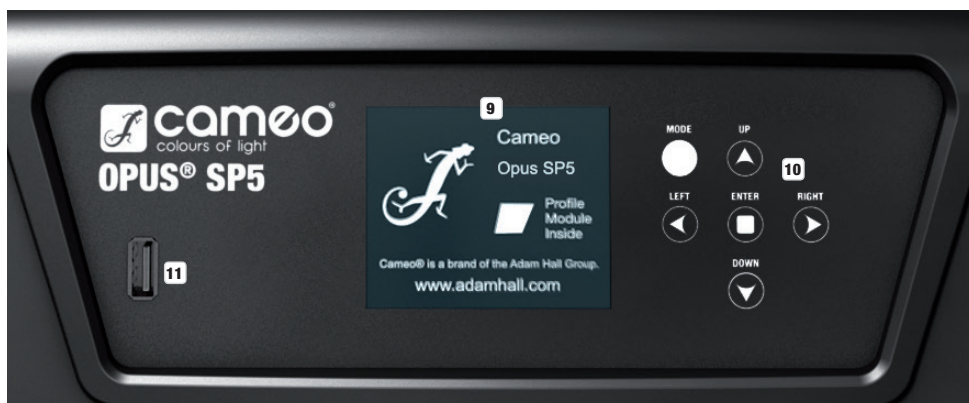 cameo®
colours of light
OPUS® SP5
11
9
Cameo
Opus SP5
Profile
Module
Inside
Cameo® is a brand of the Adam Hall Group.
www.adamhall.com
MODE
UP
10
LEFT
ENTER
RIGHT
DOWN